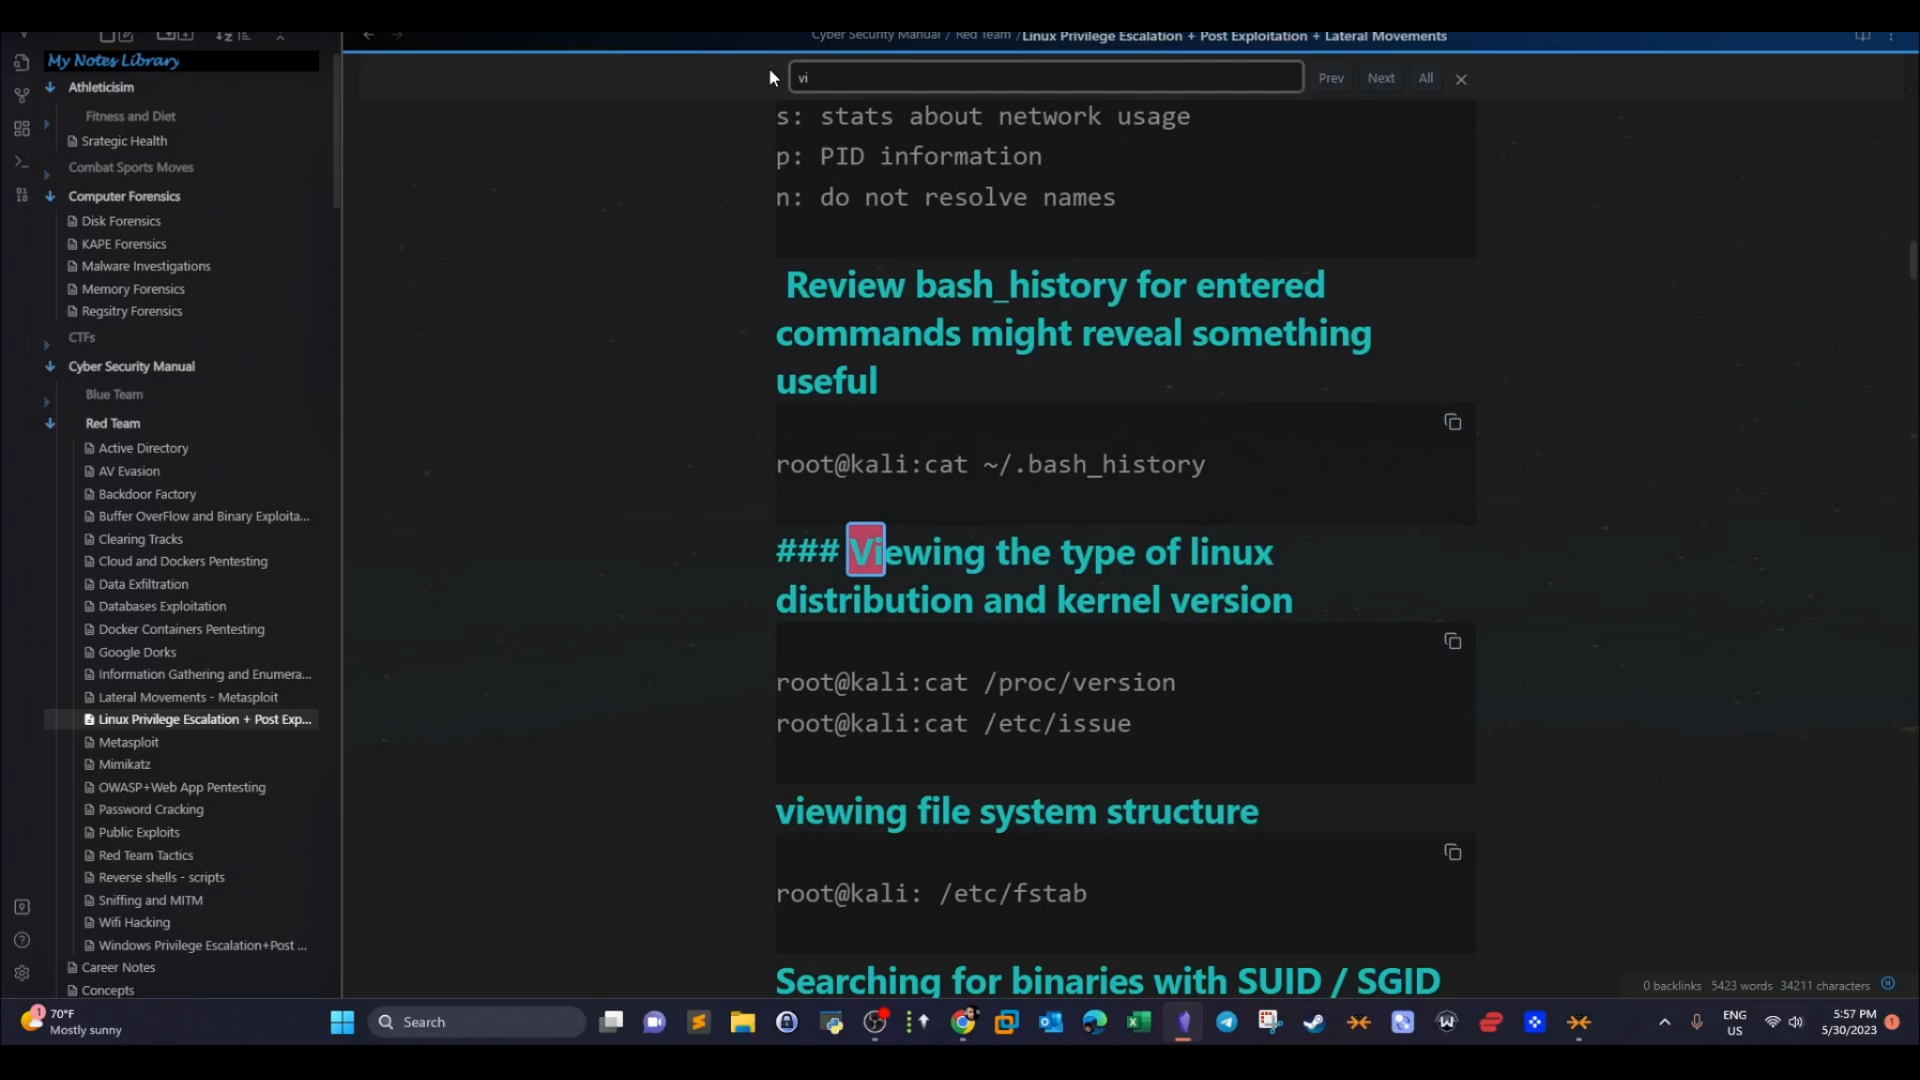 Cyber Security Manual / Red Team / Linux Privilege Escalation + Post Exploitation + Lateral Movements
My Notes Library
Athleticisim
Fitness and Diet
Srategic Health
Combat Sports Moves
Computer Forensics
Disk Forensics
KAPE Forensics
Malware Investigations
Memory Forensics
Regsitry Forensics
CTFs
Cyber Security Manual
Blue Team
Red Team
Active Directory
AV Evasion
Backdoor Factory
Buffer OverFlow and Binary Exploita...
Clearing Tracks
Cloud and Dockers Pentesting
Data Exfiltration
Databases Exploitation
Docker Containers Pentesting
Google Dorks
Information Gathering and Enumera...
Lateral Movements - Metasploit
Linux Privilege Escalation + Post Exp...
Metasploit
Mimikatz
OWASP+Web App Pentesting
Password Cracking
Public Exploits
Red Team Tactics
Reverse shells - scripts
Sniffing and MITM
Wifi Hacking
Windows Privilege Escalation+Post ...
Career Notes
Concepts
vi Prev Next All
s: stats about network usage
p: PID information
n: do not resolve names
Review bash_history for entered
commands might reveal something
useful
root@kali:cat ~/.bash_history
### Viewing the type of linux
distribution and kernel version
root@kali:cat /proc/version
root@kali:cat /etc/issue
viewing file system structure
root@kali: /etc/fstab
Searching for binaries with SUID / SGID
0 backlinks 5423 words 34211 characters
1
70°F
Mostly sunny
Search
ENG
US
5:57 PM
5/30/2023
1